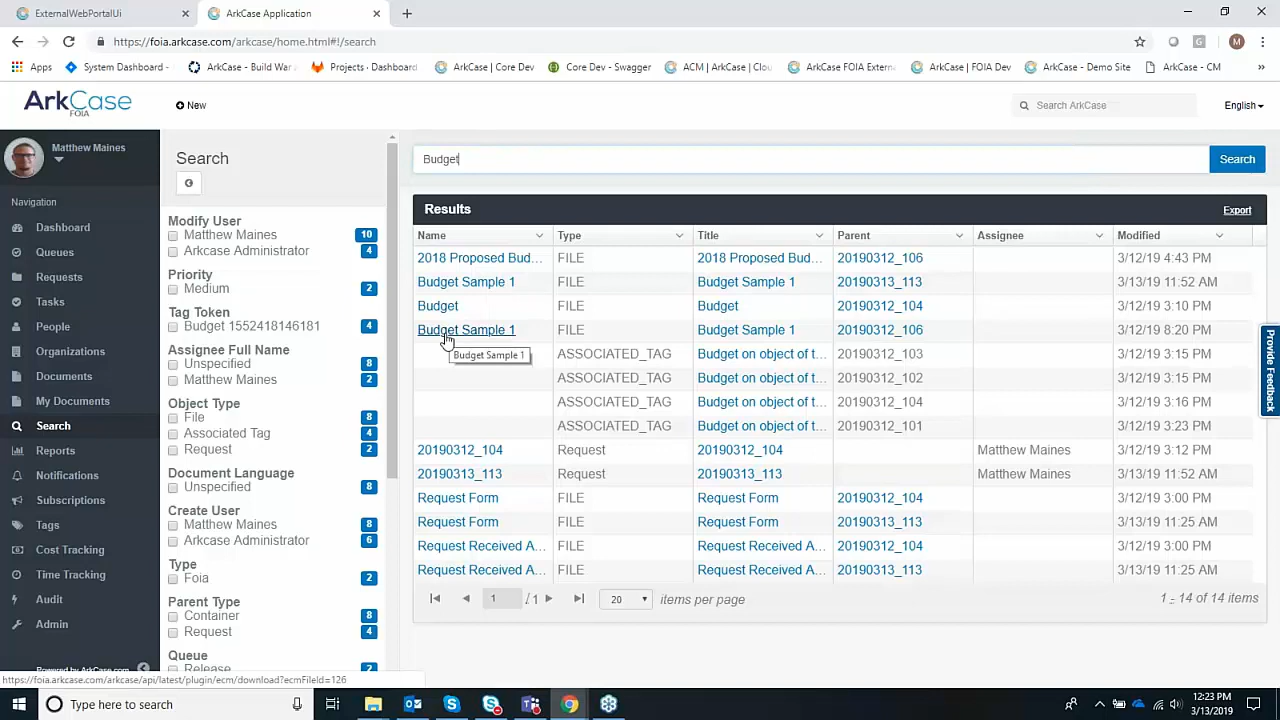 ExternalWebPortalUi
ArkCase Application
https://foia.arkcase.com/arkcase/home.html#!/search
M
Apps
System Dashboard -
ArkCase - Build War
Projects · Dashboard
ArkCase | Core Dev
Core Dev - Swagger
ACM | ArkCase | Clou
ArkCase FOIA Extern
ArkCase | FOIA Dev
ArkCase - Demo Site
ArkCase - CM
»
ArkCase
FOIA
New
Search ArkCase
English
Matthew Maines
Navigation
Dashboard
Queues
Requests
Tasks
People
Organizations
Documents
My Documents
Search
Reports
Notifications
Subscriptions
Tags
Cost Tracking
Time Tracking
Audit
Admin
Powered by ArkCase.com
Search
Modify User
Matthew Maines 10
Arkcase Administrator 4
Priority
Medium 2
Tag Token
Budget 1552418146181 4
Assignee Full Name
Unspecified 8
Matthew Maines 2
Object Type
File 8
Associated Tag 4
Request 2
Document Language
Unspecified 8
Create User
Matthew Maines 8
Arkcase Administrator 6
Type
Foia 2
Parent Type
Container 8
Request 4
Queue
Release 2
Budget
Search
Results
Export
Name Type Title Parent Assignee Modified
2018 Proposed Bud... FILE 2018 Proposed Bud... 20190312_106 3/12/19 4:43 PM
Budget Sample 1 FILE Budget Sample 1 20190313_113 3/13/19 11:52 AM
Budget FILE Budget 20190312_104 3/12/19 3:10 PM
Budget Sample 1 FILE Budget Sample 1 20190312_106 3/12/19 8:20 PM
Budget Sample 1
ASSOCIATED_TAG Budget on object of t... 20190312_103 3/12/19 3:15 PM
ASSOCIATED_TAG Budget on object of t... 20190312_102 3/12/19 3:15 PM
ASSOCIATED_TAG Budget on object of t... 20190312_104 3/12/19 3:16 PM
ASSOCIATED_TAG Budget on object of t... 20190312_101 3/12/19 3:23 PM
20190312_104 Request 20190312_104 Matthew Maines 3/12/19 3:12 PM
20190313_113 Request 20190313_113 Matthew Maines 3/13/19 11:52 AM
Request Form FILE Request Form 20190312_104 3/12/19 3:00 PM
Request Form FILE Request Form 20190313_113 3/13/19 11:25 AM
Request Received A... FILE Request Received A... 20190312_104 3/12/19 3:00 PM
Request Received A... FILE Request Received A... 20190313_113 3/13/19 11:25 AM
1 / 1 20 items per page 1 - 14 of 14 items
Provide Feedback
https://foia.arkcase.com/arkcase/api/latest/plugin/ecm/download?ecmFileId=126
Type here to search
12:23 PM
3/13/2019